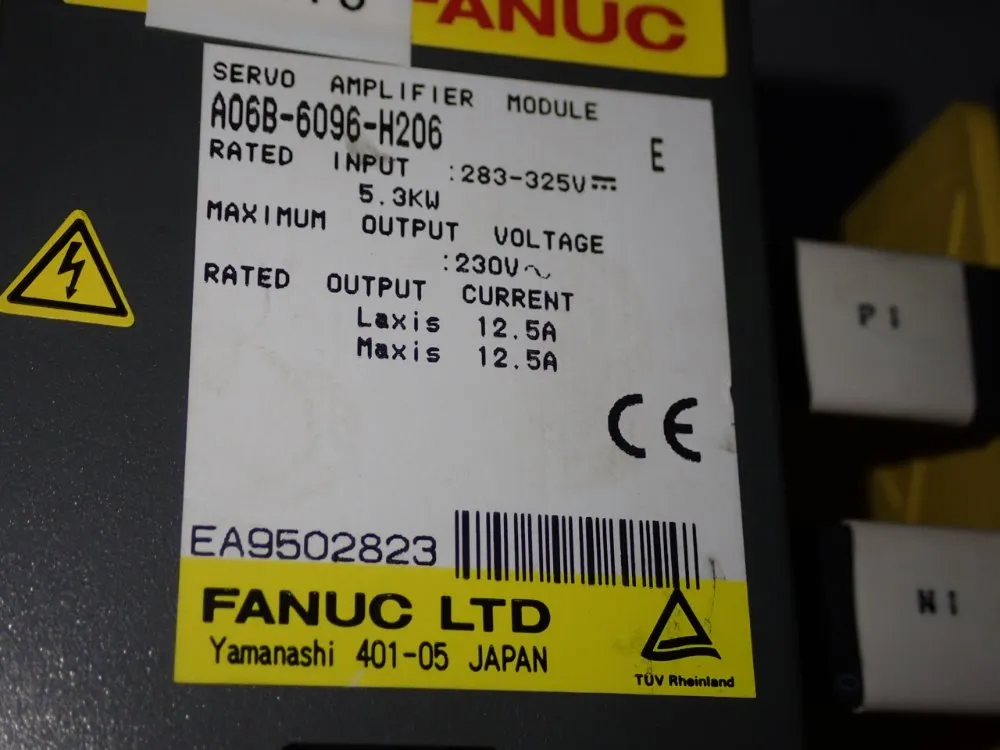 FANUC
SERVO AMPLIFIER MODULE
A06B-6096-H206
E
RATED INPUT :283-325V⎓
5.3KW
MAXIMUM OUTPUT VOLTAGE
:230V~
RATED OUTPUT CURRENT
Laxis 12.5A
Maxis 12.5A
CE
EA9502823
FANUC LTD
Yamanashi 401-05 JAPAN
TÜV Rheinland
P1
N1